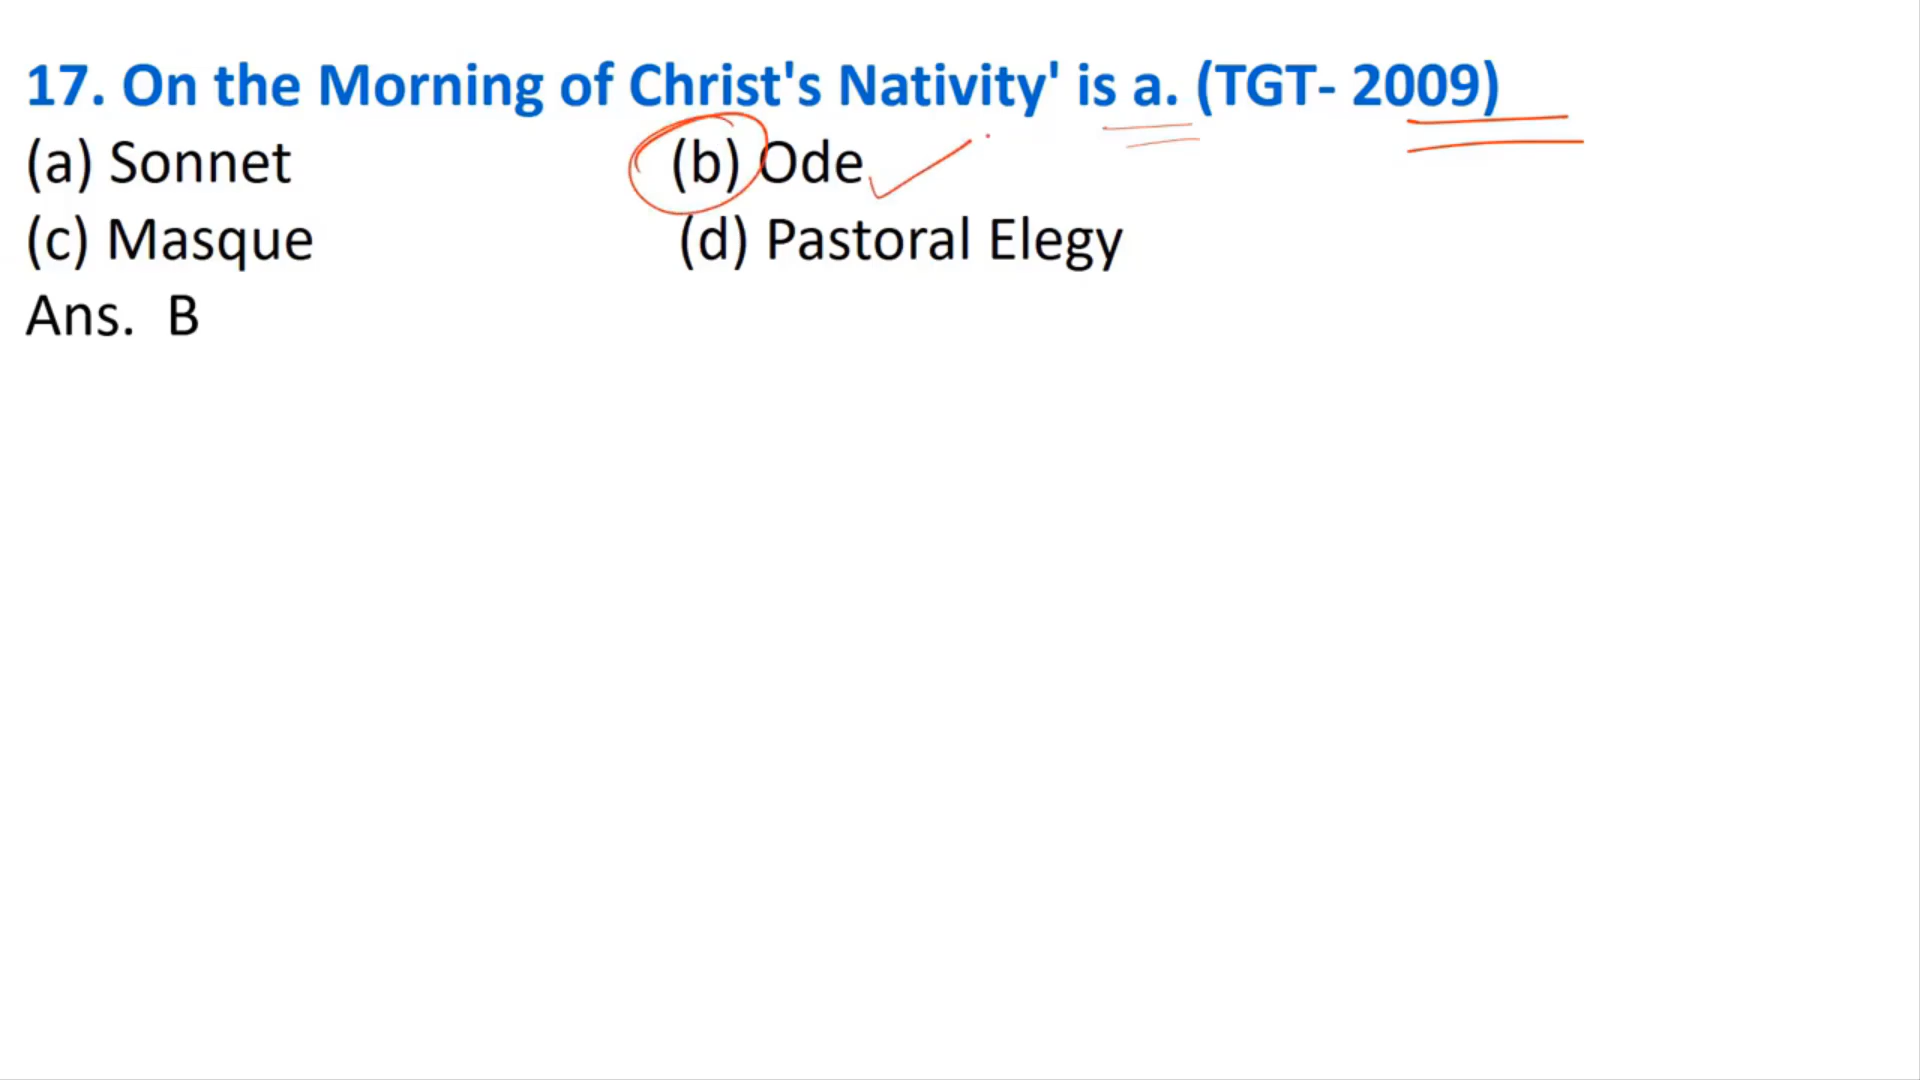 17. On the Morning of Christ's Nativity' is a. (TGT- 2009)
(a) Sonnet (b) Ode
(c) Masque (d) Pastoral Elegy
Ans. B